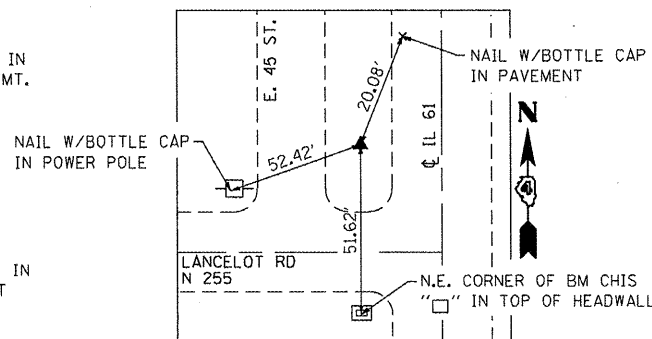 IN
MT.
E. 45 ST.
NAIL W/BOTTLE CAP
IN PAVEMENT
20.08'
℄ IL 61
N
NAIL W/BOTTLE CAP
IN POWER POLE
52.42'
4
51.62'
IN
T
LANCELOT RD
N 255
N.E. CORNER OF BM CHIS
"□" IN TOP OF HEADWALL